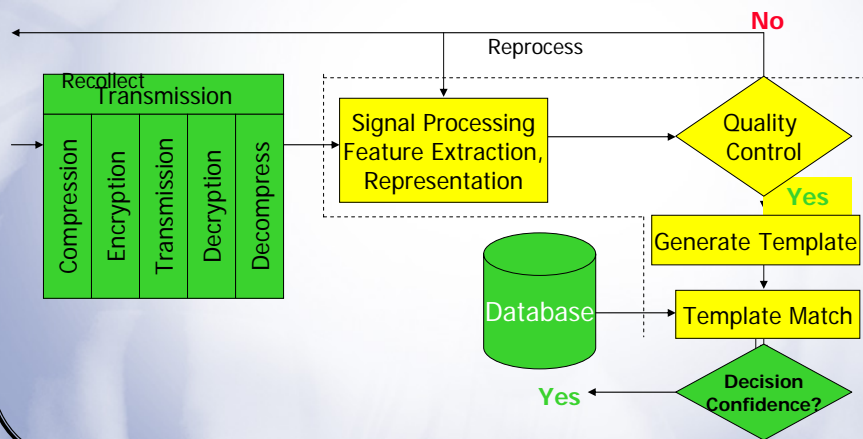 No
Reprocess
Recollect
Transmission
Compression
Encryption
Transmission
Decryption
Decompress
Signal Processing
Feature Extraction,
Representation
Quality
Control
Yes
Generate Template
Database
Template Match
Decision
Confidence?
Yes